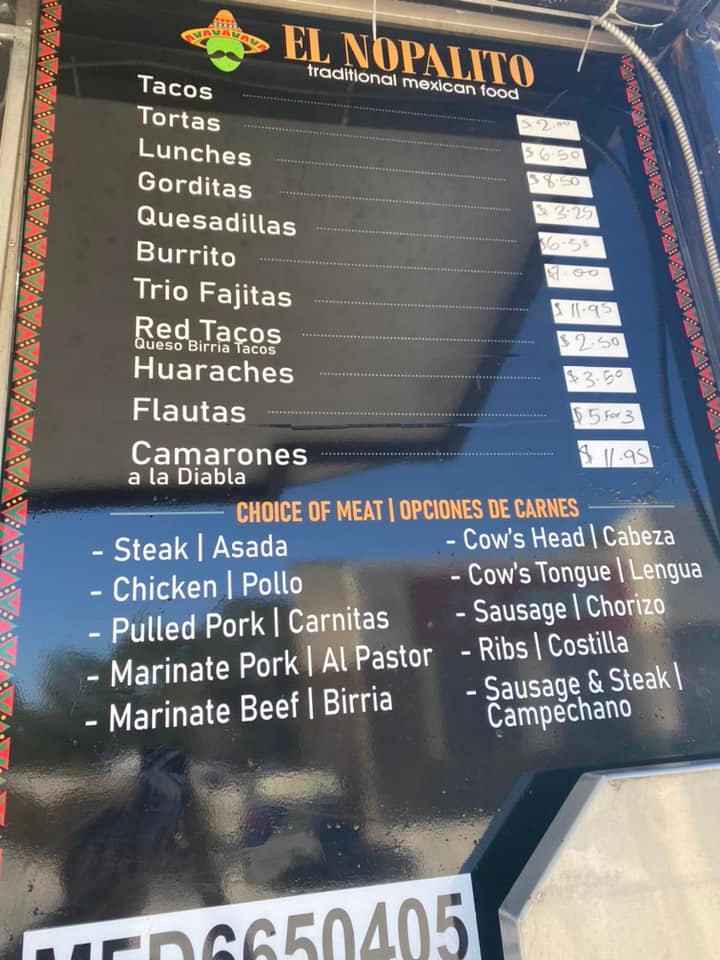 EL NOPALITO
traditional mexican food
Tacos $2.00
Tortas $6.50
Lunches $8.50
Gorditas $3.25
Quesadillas $6.50
Burrito $7.00
Trio Fajitas $11.95
Red Tacos $2.50
Queso Birria Tacos
Huaraches $3.50
Flautas $5 For 3
Camarones $11.95
a la Diabla
CHOICE OF MEAT | OPCIONES DE CARNES
- Steak | Asada
- Chicken | Pollo
- Pulled Pork | Carnitas
- Marinate Pork | Al Pastor
- Marinate Beef | Birria
- Cow's Head | Cabeza
- Cow's Tongue | Lengua
- Sausage | Chorizo
- Ribs | Costilla
- Sausage & Steak |
Campechano
MFD6650405